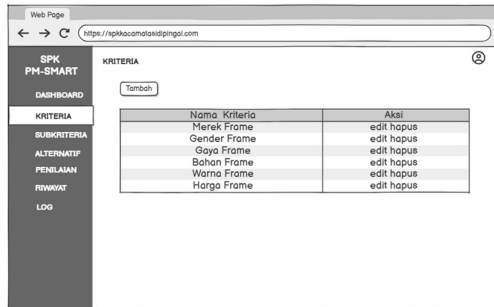 Web Page
https://spkkacamatasidipingai.com
SPK
PM-SMART
DASHBOARD
KRITERIA
SUBKRITERIA
ALTERNATIF
PENILAIAN
RIWAYAT
LOG
KRITERIA
Tambah
Nama Kriteria Aksi
Merek Frame edit hapus
Gender Frame edit hapus
Gaya Frame edit hapus
Bahan Frame edit hapus
Warna Frame edit hapus
Harga Frame edit hapus